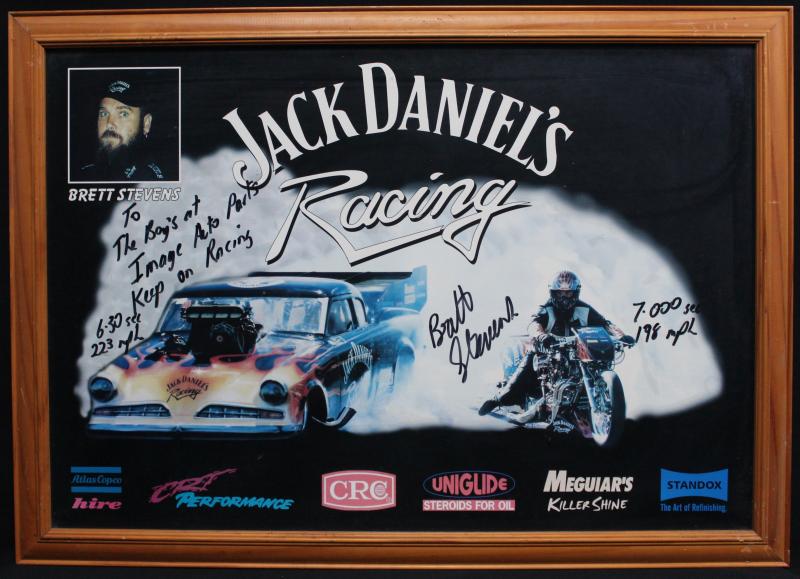 JACK DANIEL'S
Racing
BRETT STEVENS
To
The Boy's at
Image Auto Parts
Keep on Racing
6.30 sec
223 mph
Brett
Stevens
7.000 sec
198 mph
JACK DANIEL'S
Racing
Atlas Copco
hire
PERFORMANCE
CRC
UNIGLIDE
STEROIDS FOR OIL
MEGUIAR'S
KILLER SHINE
STANDOX
The Art of Refinishing.